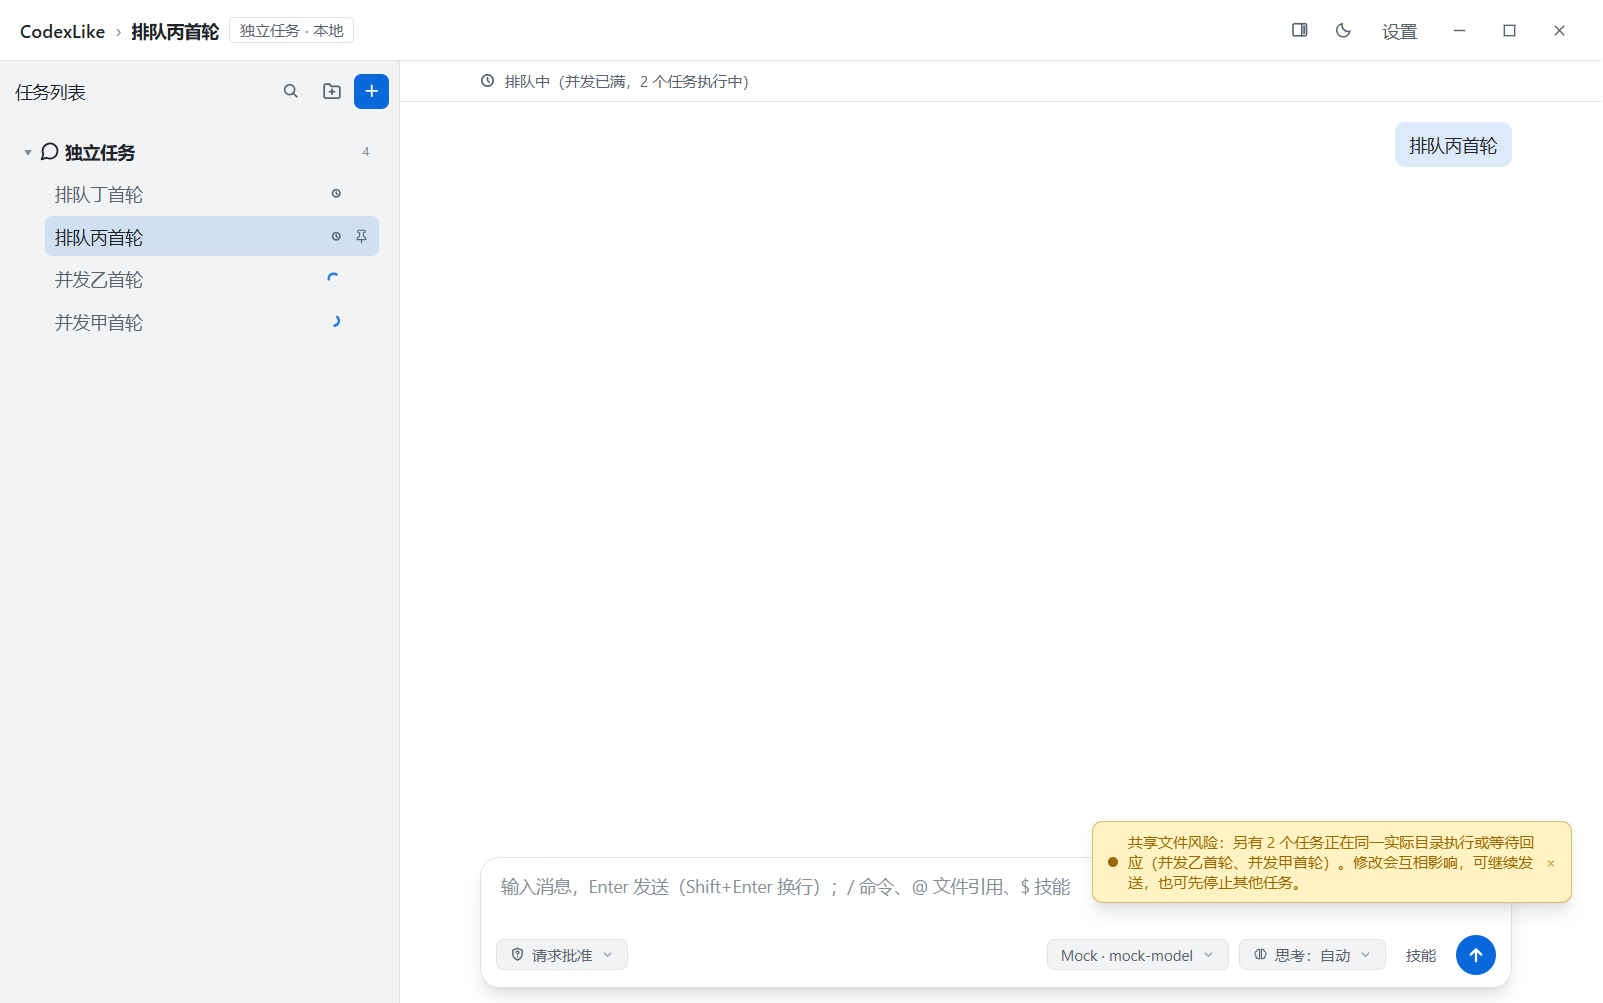 CodexLike › 排队丙首轮 独立任务 · 本地
设置
任务列表
独立任务 4
排队丁首轮
排队丙首轮
并发乙首轮
并发甲首轮
排队中（并发已满，2 个任务执行中）
排队丙首轮
共享文件风险：另有 2 个任务正在同一实际目录执行或等待回
应（并发乙首轮、并发甲首轮）。修改会互相影响，可继续发
送，也可先停止其他任务。
输入消息，Enter 发送（Shift+Enter 换行）；/ 命令、@ 文件引用、$ 技能
请求批准
Mock · mock-model
思考：自动
技能